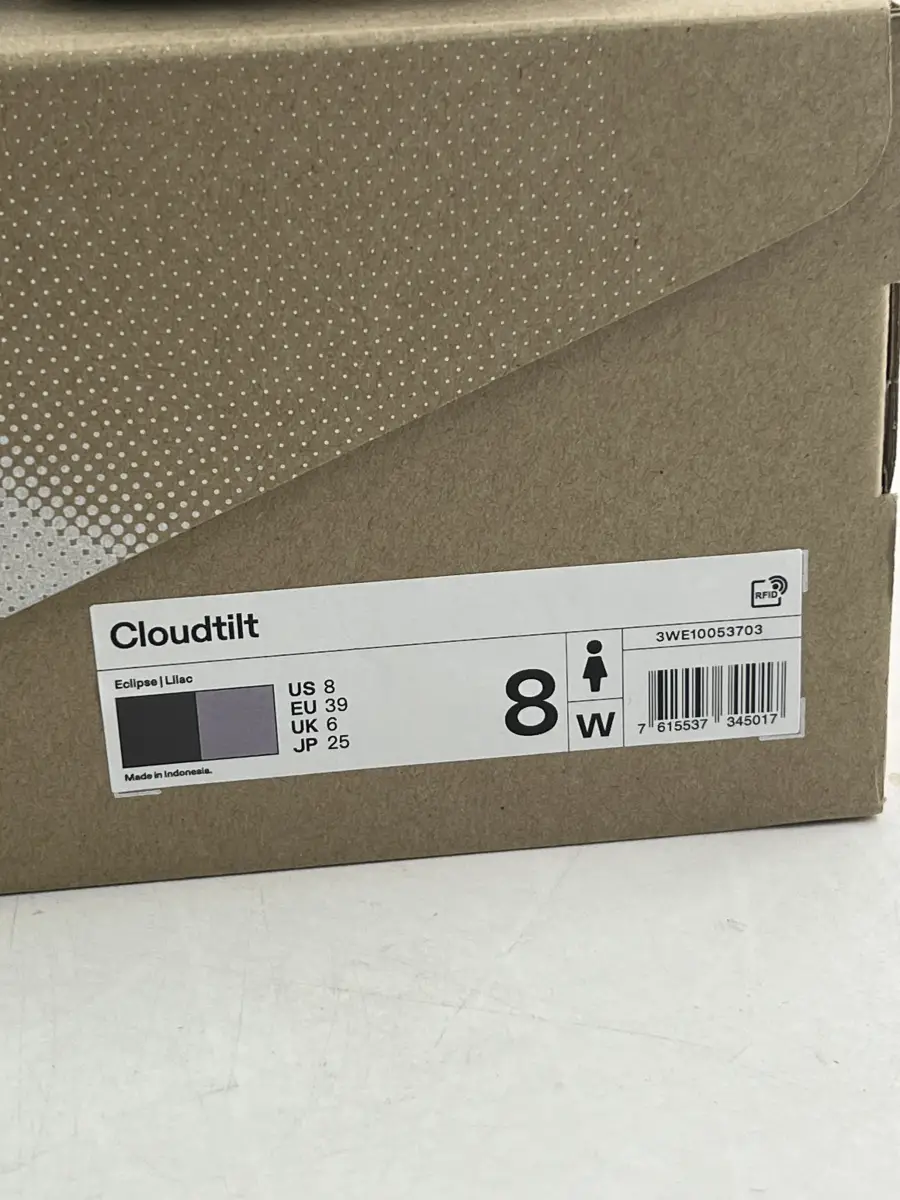 Cloudtilt
RFID
Eclipse | Lilac
US 8
EU 39
UK 6
JP 25
Made in Indonesia.
8
W
3WE10053703
7 615537 345017